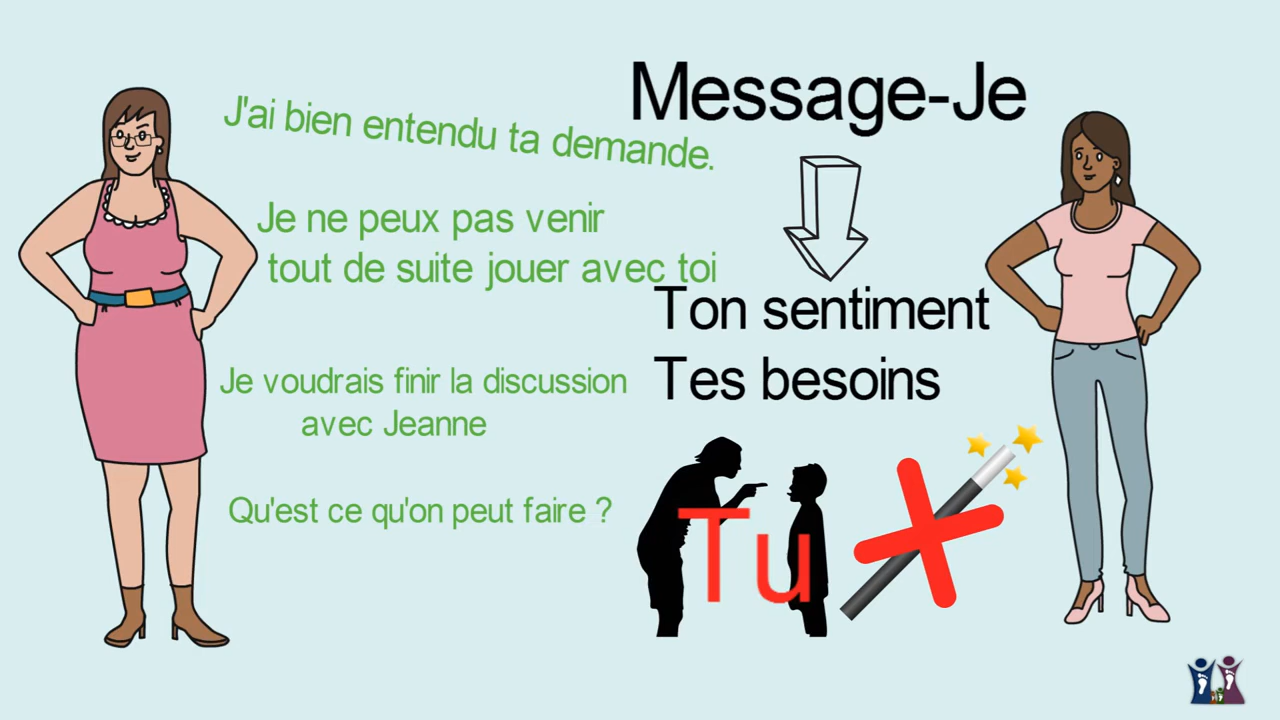 J'ai bien entendu ta demande.
Je ne peux pas venir
tout de suite jouer avec toi
Je voudrais finir la discussion
avec Jeanne
Qu'est ce qu'on peut faire ?
Message-Je
Ton sentiment
Tes besoins
Tu